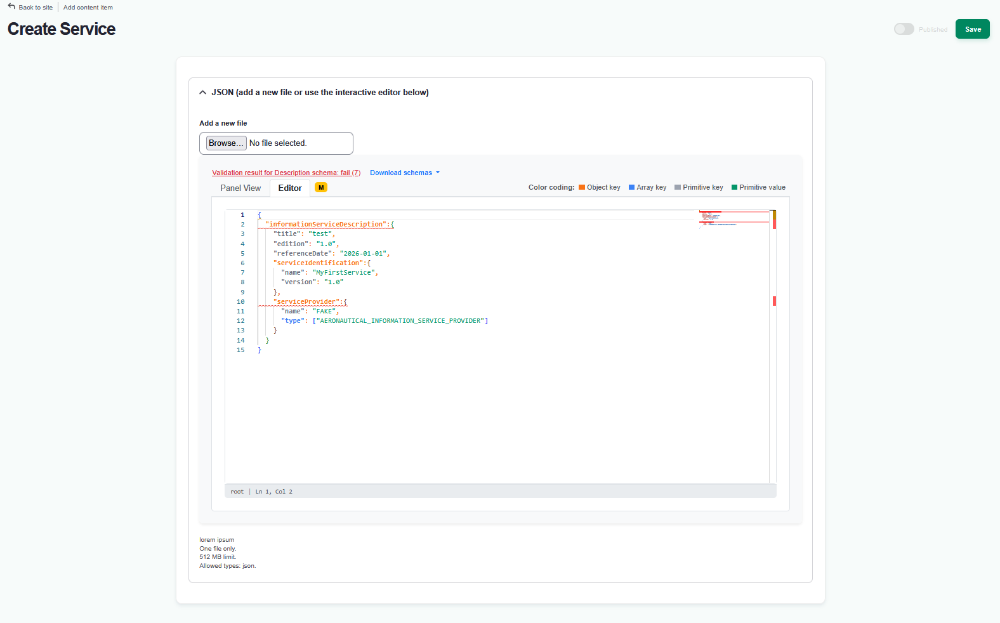 Back to site
Add content item
Create Service
Published
Save
JSON (add a new file or use the interactive editor below)
Add a new file
Browse... No file selected.
Validation result for Description schema: fail (7)
Download schemas
Panel View
Editor
M
Color coding: Object key Array key Primitive key Primitive value
1 {
2 "informationServiceDescription":{
3 "title": "test",
4 "edition": "1.0",
5 "referenceDate": "2026-01-01",
6 "serviceIdentification":{
7 "name": "MyFirstService",
8 "version": "1.0"
9 },
10 "serviceProvider":{
11 "name": "FAKE",
12 "type": ["AERONAUTICAL_INFORMATION_SERVICE_PROVIDER"]
13 }
14 }
15 }
root | Ln 1, Col 2
lorem ipsum
One file only.
512 MB limit.
Allowed types: json.